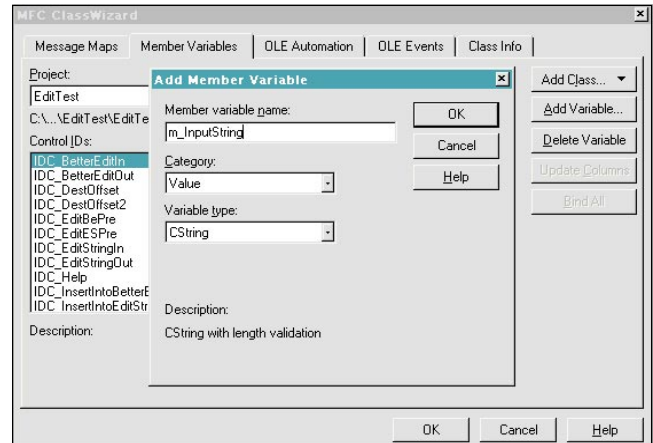 MFC ClassWizard
Message Maps
Member Variables
OLE Automation
OLE Events
Class Info
Project:
EditTest
C:\...\EditTest\EditTe
Control IDs:
IDC_BetterEditIn
IDC_BetterEditOut
IDC_DestOffset
IDC_DestOffset2
IDC_EditBePre
IDC_EditESPre
IDC_EditStringIn
IDC_EditStringOut
IDC_Help
IDC_InsertIntoBetterE
IDC_InsertIntoEditStr
Description:
Add Member Variable
Member variable name:
m_InputString
Category:
Value
Variable type:
CString
Description:
CString with length validation
OK
Cancel
Help
Add Class...
Add Variable...
Delete Variable
Update Columns
Bind All
OK
Cancel
Help